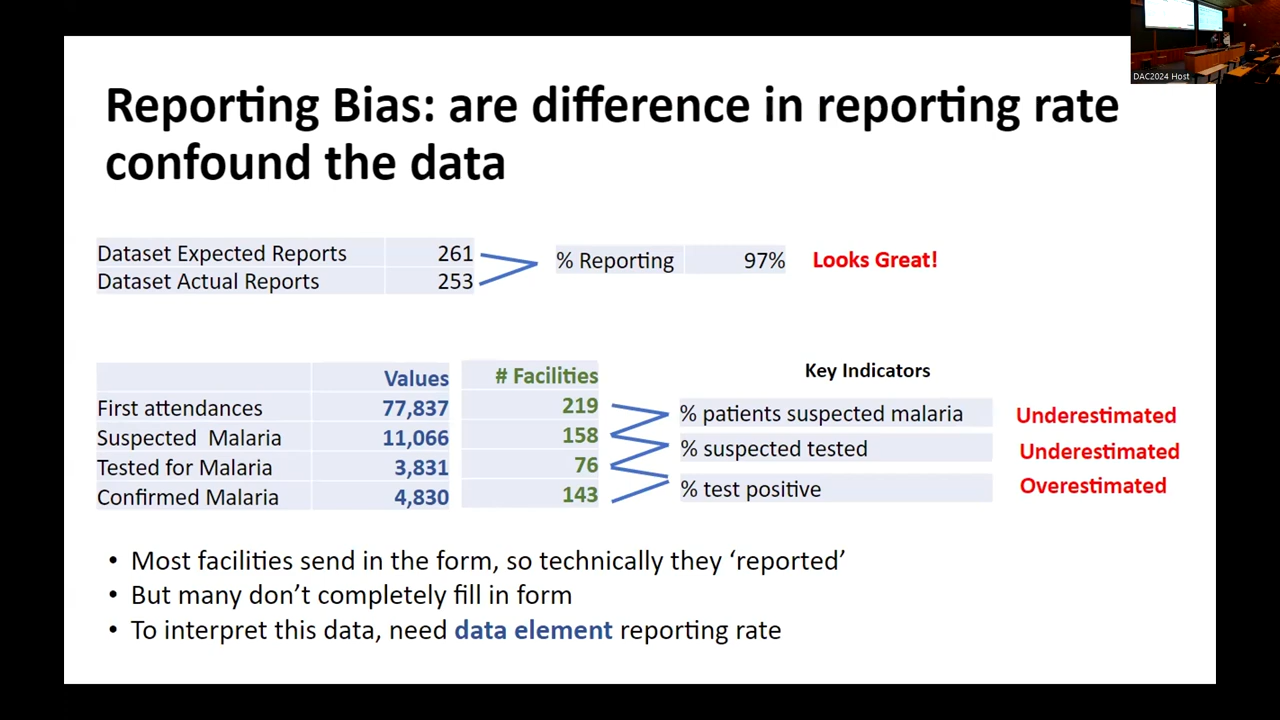 DAC2024 Host
Reporting Bias: are difference in reporting rate
confound the data
Dataset Expected Reports 261
Dataset Actual Reports 253
% Reporting 97% Looks Great!
Values # Facilities Key Indicators
First attendances 77,837 219
Suspected Malaria 11,066 158
Tested for Malaria 3,831 76
Confirmed Malaria 4,830 143
% patients suspected malaria Underestimated
% suspected tested Underestimated
% test positive Overestimated
• Most facilities send in the form, so technically they ‘reported’
• But many don’t completely fill in form
• To interpret this data, need data element reporting rate